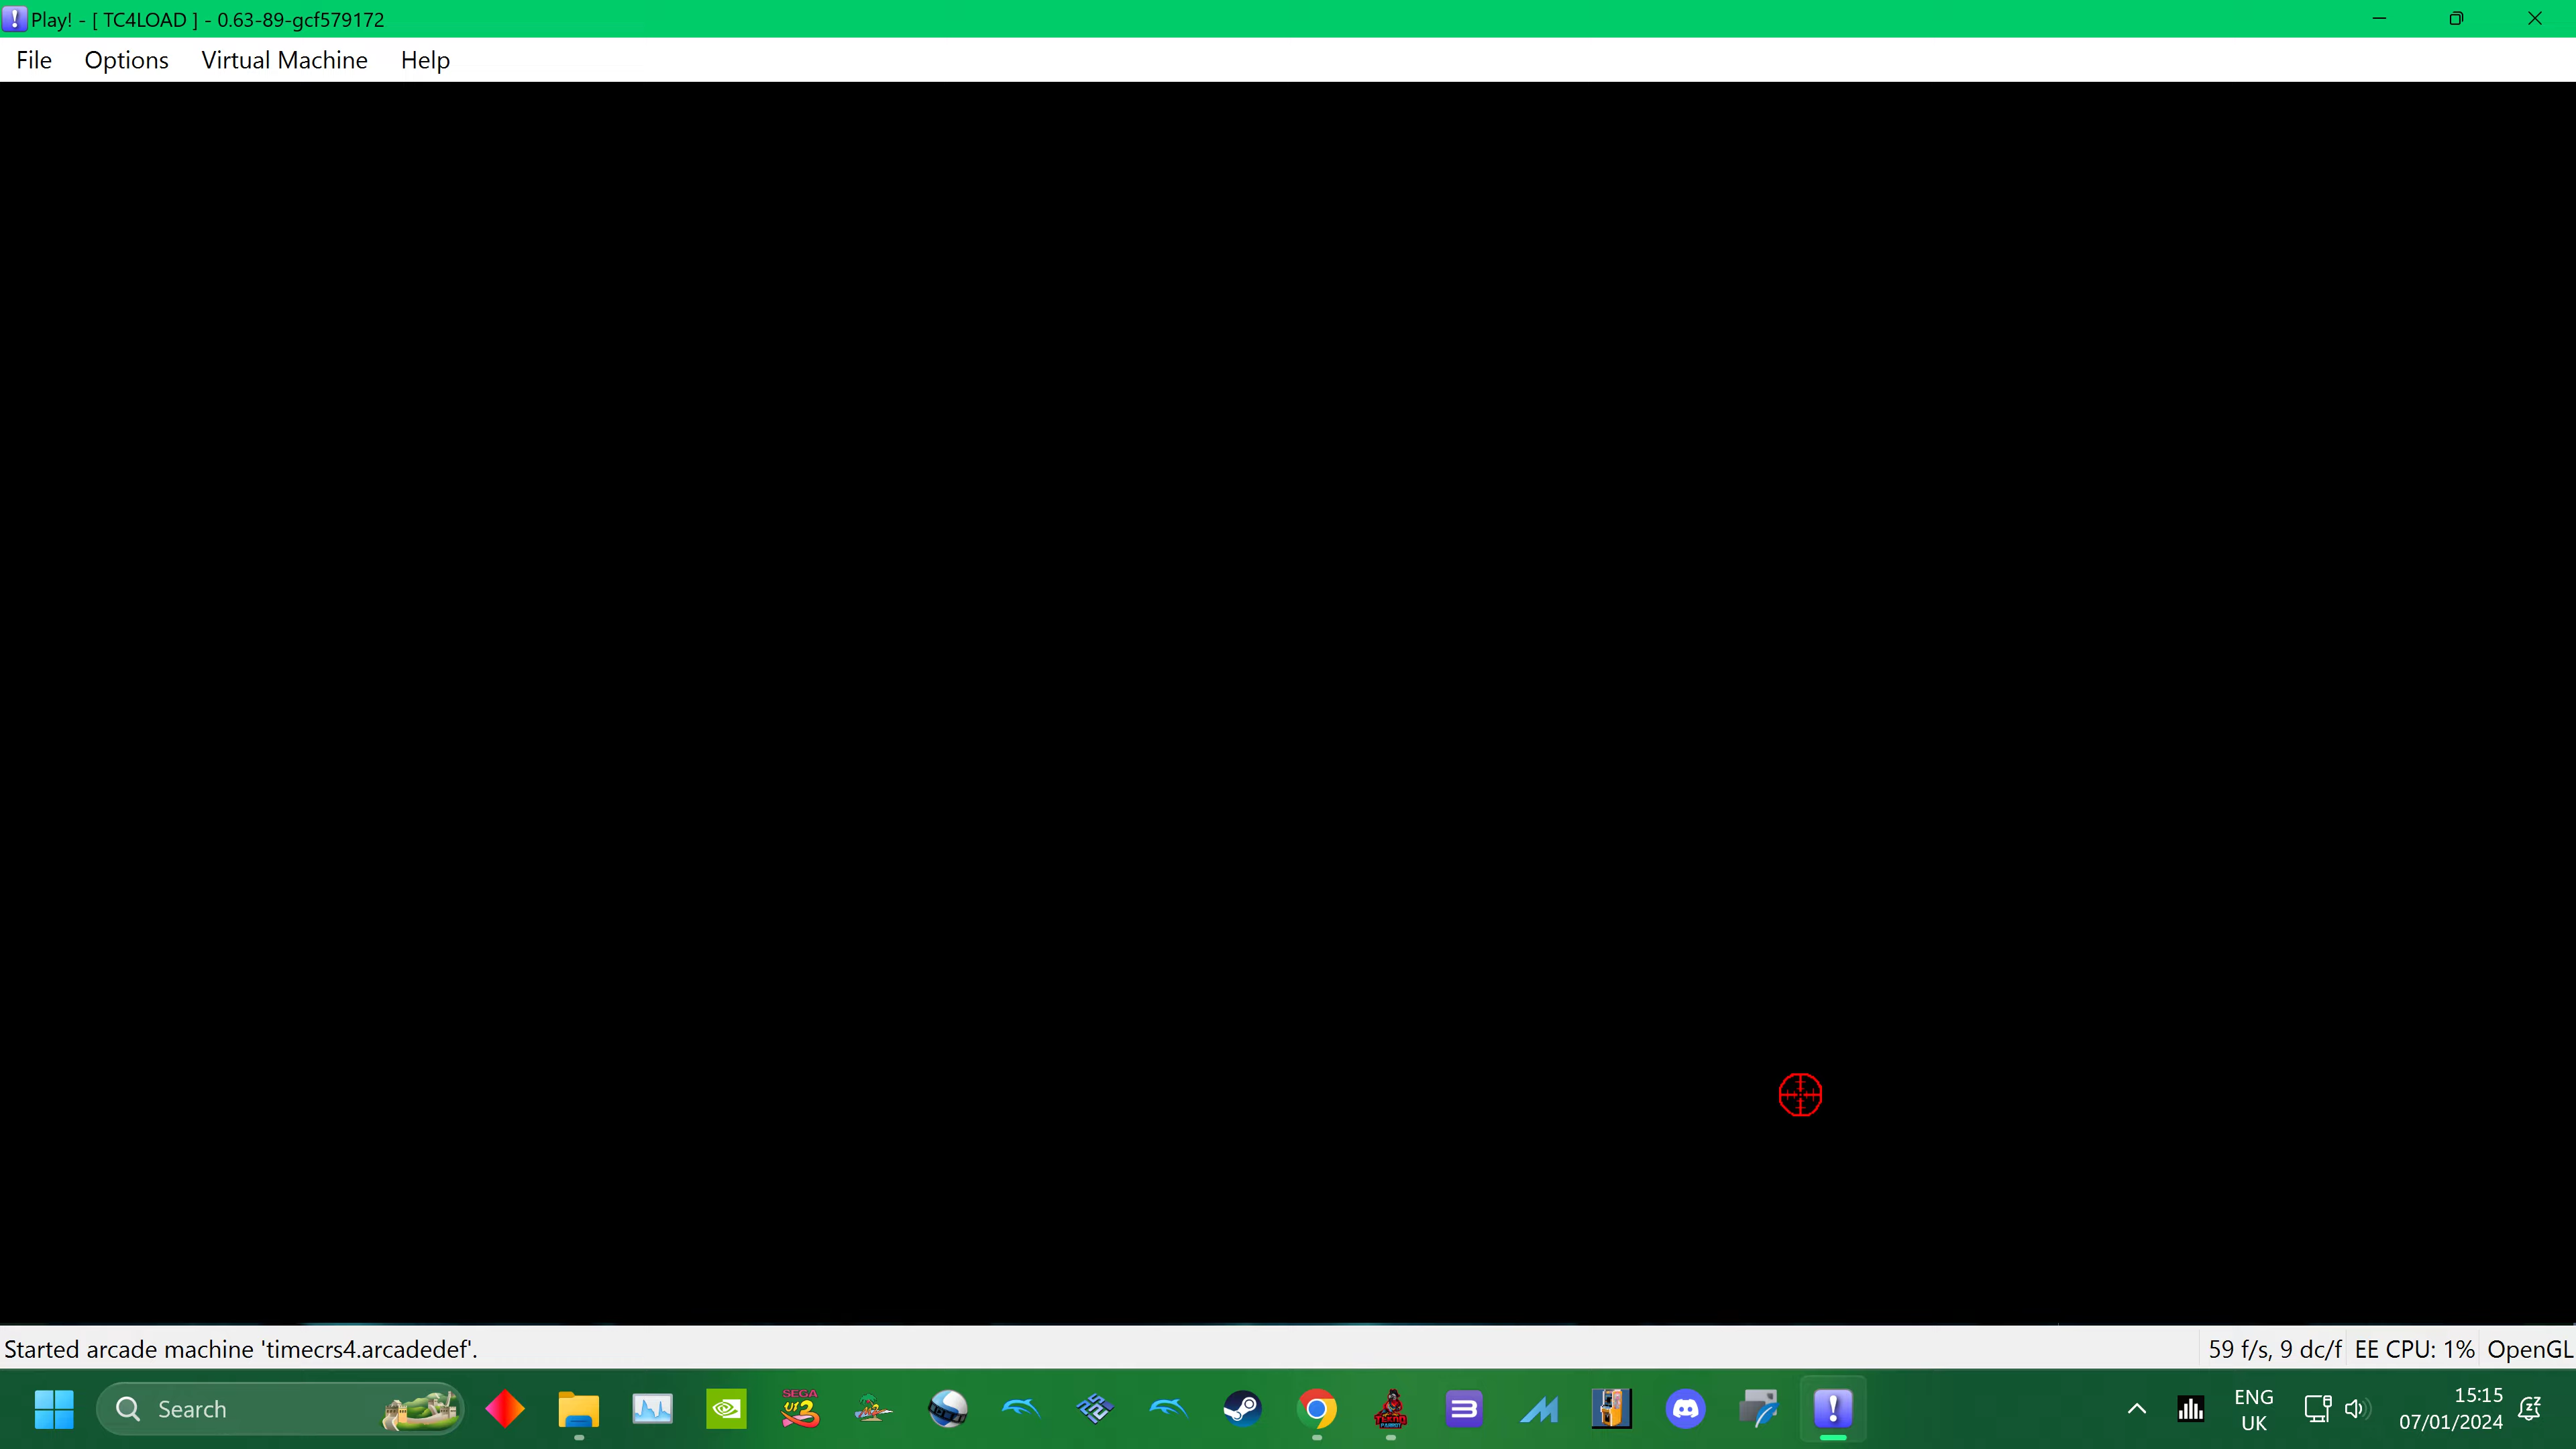 Play! - [ TC4LOAD ] - 0.63-89-gcf579172
File Options Virtual Machine Help
Started arcade machine 'timecrs4.arcadedef'.
59 f/s, 9 dc/f EE CPU: 1% OpenGL
Search
SEGA
ENG
UK
15:15
07/01/2024